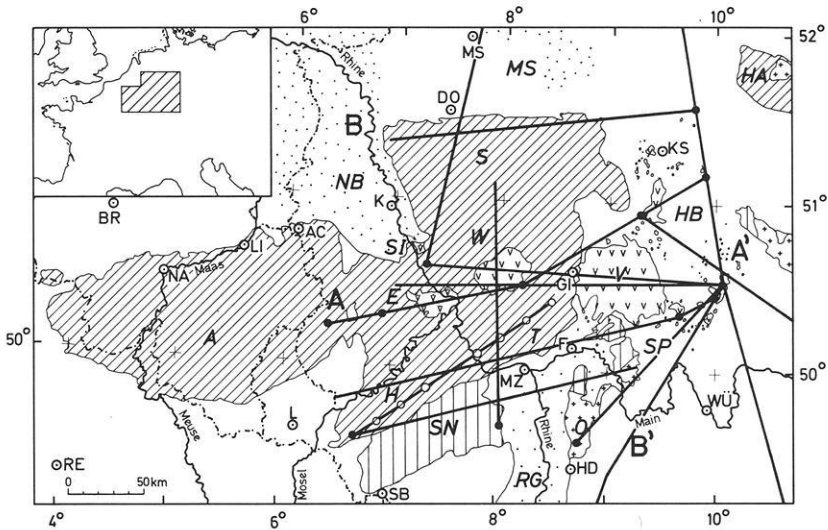 6° 8° 10°
52°
MS
MS
HA
Rhine
DO
B
S
KS
NB
BR
K
HB
51°
AC
LI
SI
W
A'
NA
Maas
GI
V
A
E
50°
A
T
F
SP
50°
H
MZ
WÜ
L
SN
Main
O
Meuse
Rhine
B'
RE
Mosel
HD
0 50km
SB
RG
4° 6° 8° 10°